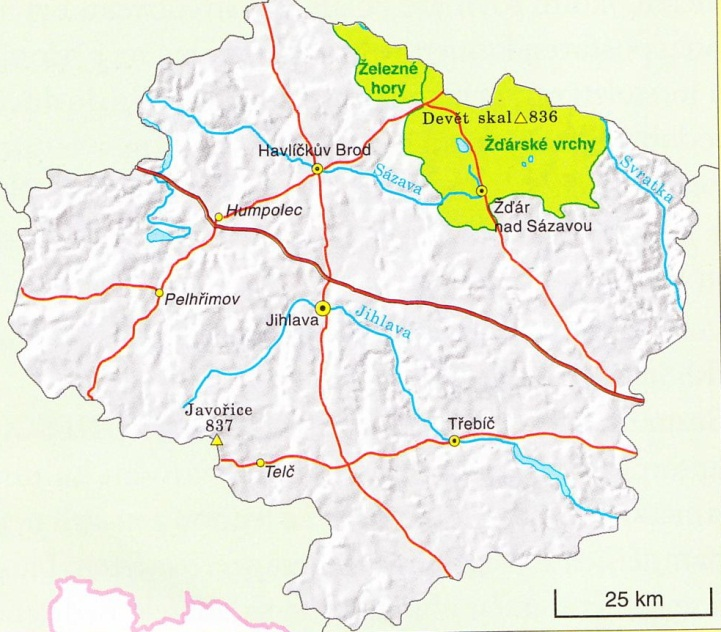 Železné
hory
Devět skal 836
Žďárské vrchy
Havlíčkův Brod
Sázava
Svratka
Žďár
nad Sázavou
Humpolec
Pelhřimov
Jihlava
Jihlava
Javořice
837
Třebíč
Telč
25 km